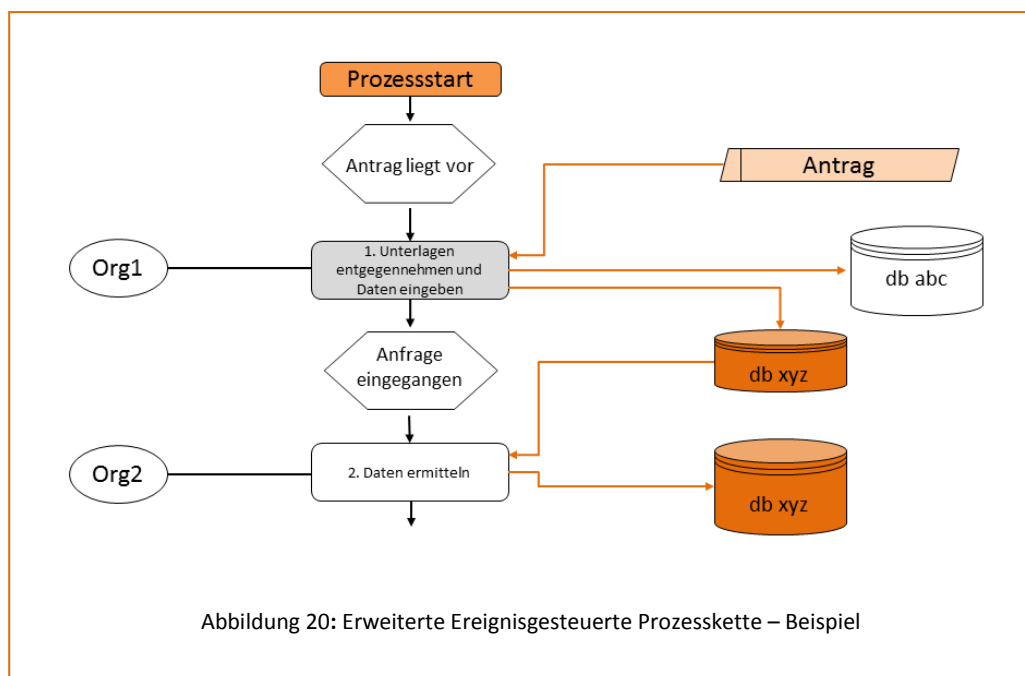 Prozessstart
Antrag liegt vor
Antrag
1. Unterlagen
entgegennehmen und
Daten eingeben
Org1
db abc
Anfrage
eingegangen
db xyz
Org2
2. Daten ermitteln
db xyz
Abbildung 20: Erweiterte Ereignisgesteuerte Prozesskette – Beispiel